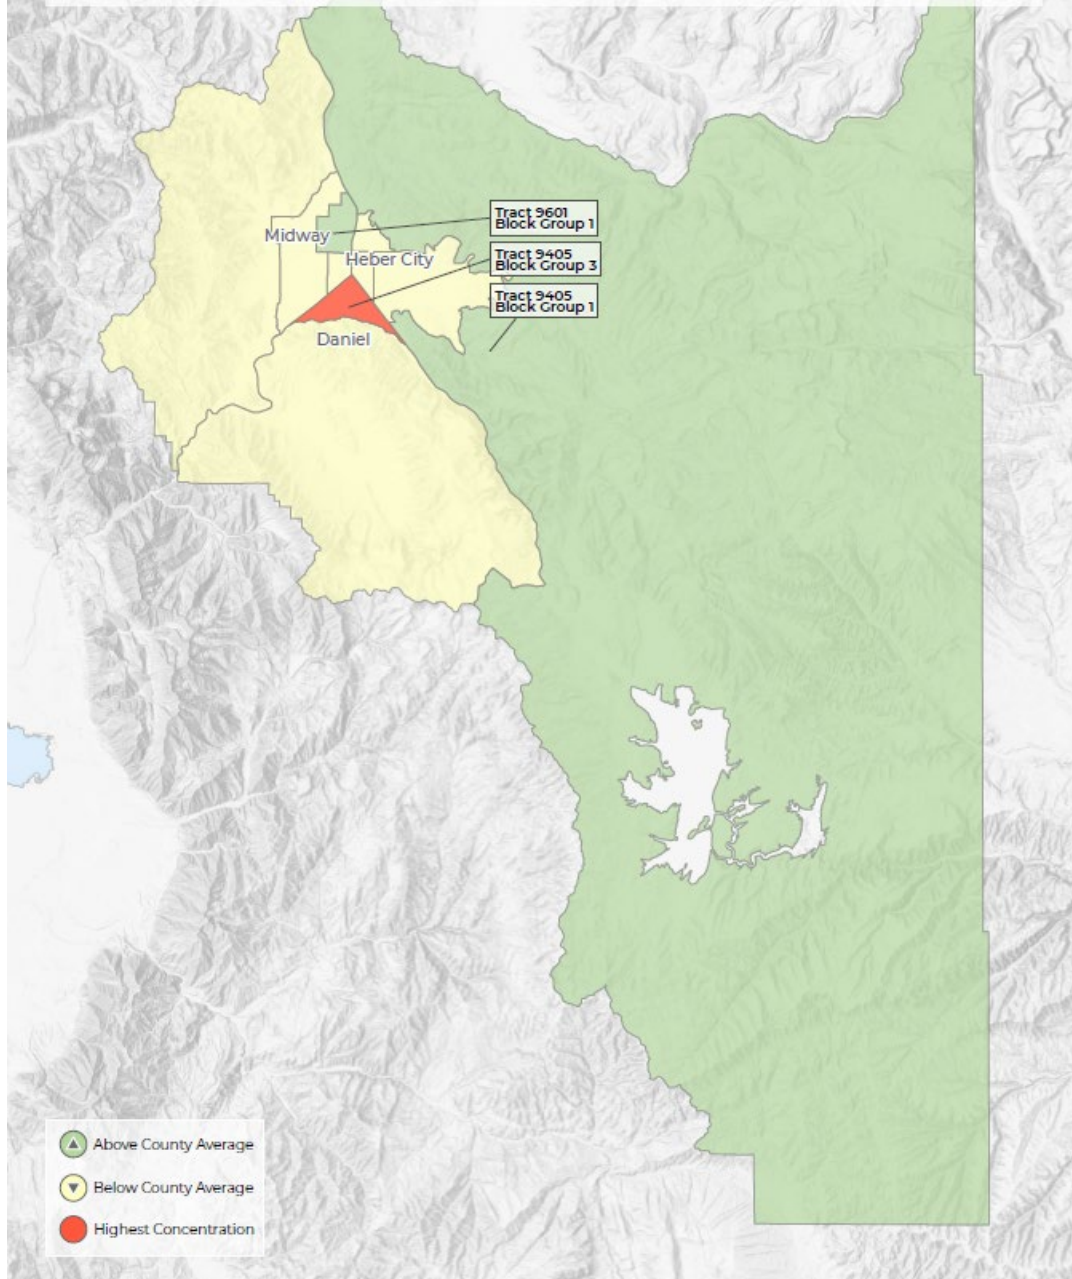 Tract 9601
Block Group 1
Midway
Heber City
Tract 9405
Block Group 3
Tract 9405
Block Group 1
Daniel
Above County Average
Below County Average
Highest Concentration